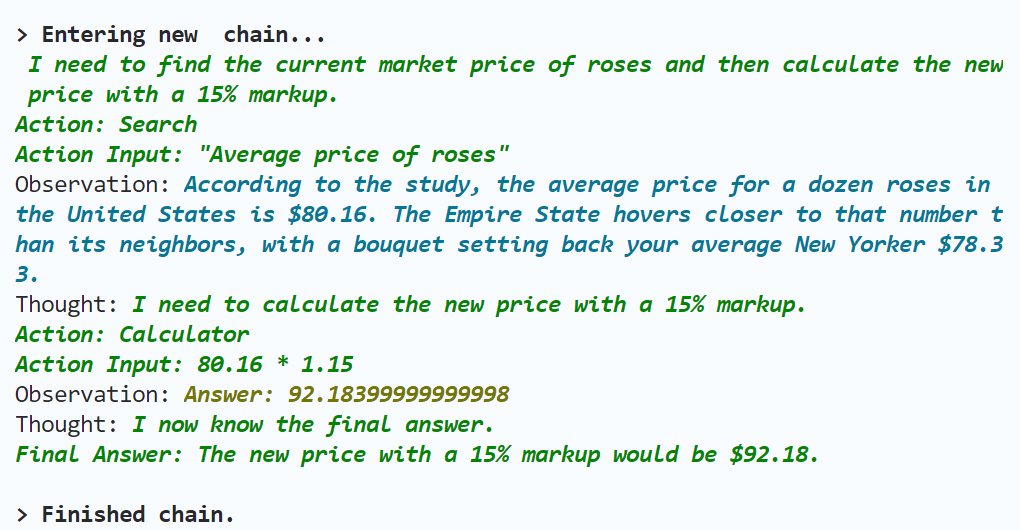 > Entering new  chain...
I need to find the current market price of roses and then calculate the new
price with a 15% markup.
Action: Search
Action Input: "Average price of roses"
Observation: According to the study, the average price for a dozen roses in
the United States is $80.16. The Empire State hovers closer to that number t
han its neighbors, with a bouquet setting back your average New Yorker $78.3
3.
Thought: I need to calculate the new price with a 15% markup.
Action: Calculator
Action Input: 80.16 * 1.15
Observation: Answer: 92.18399999999998
Thought: I now know the final answer.
Final Answer: The new price with a 15% markup would be $92.18.
> Finished chain.